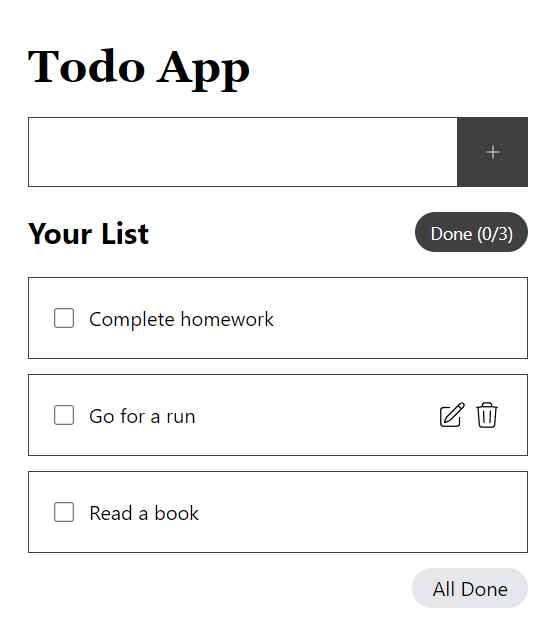 Todo App
+
Your List
Done (0/3)
Complete homework
Go for a run
Read a book
All Done